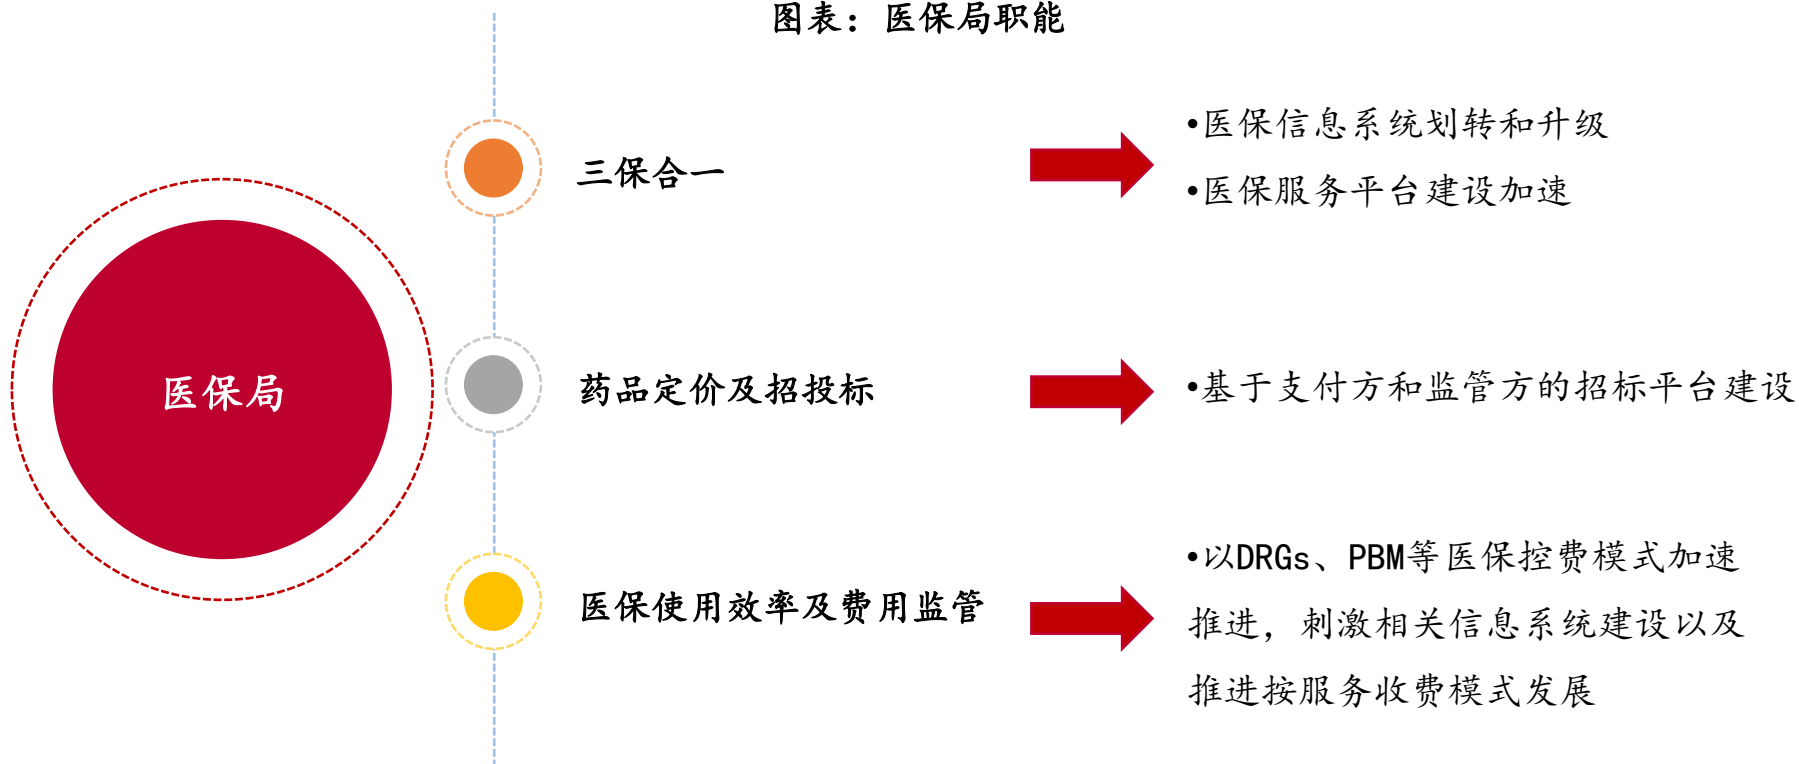 图表：医保局职能
医保局
三保合一
•医保信息系统划转和升级
•医保服务平台建设加速
药品定价及招投标
•基于支付方和监管方的招标平台建设
医保使用效率及费用监管
•以DRGs、PBM等医保控费模式加速
推进，刺激相关信息系统建设以及
推进按服务收费模式发展